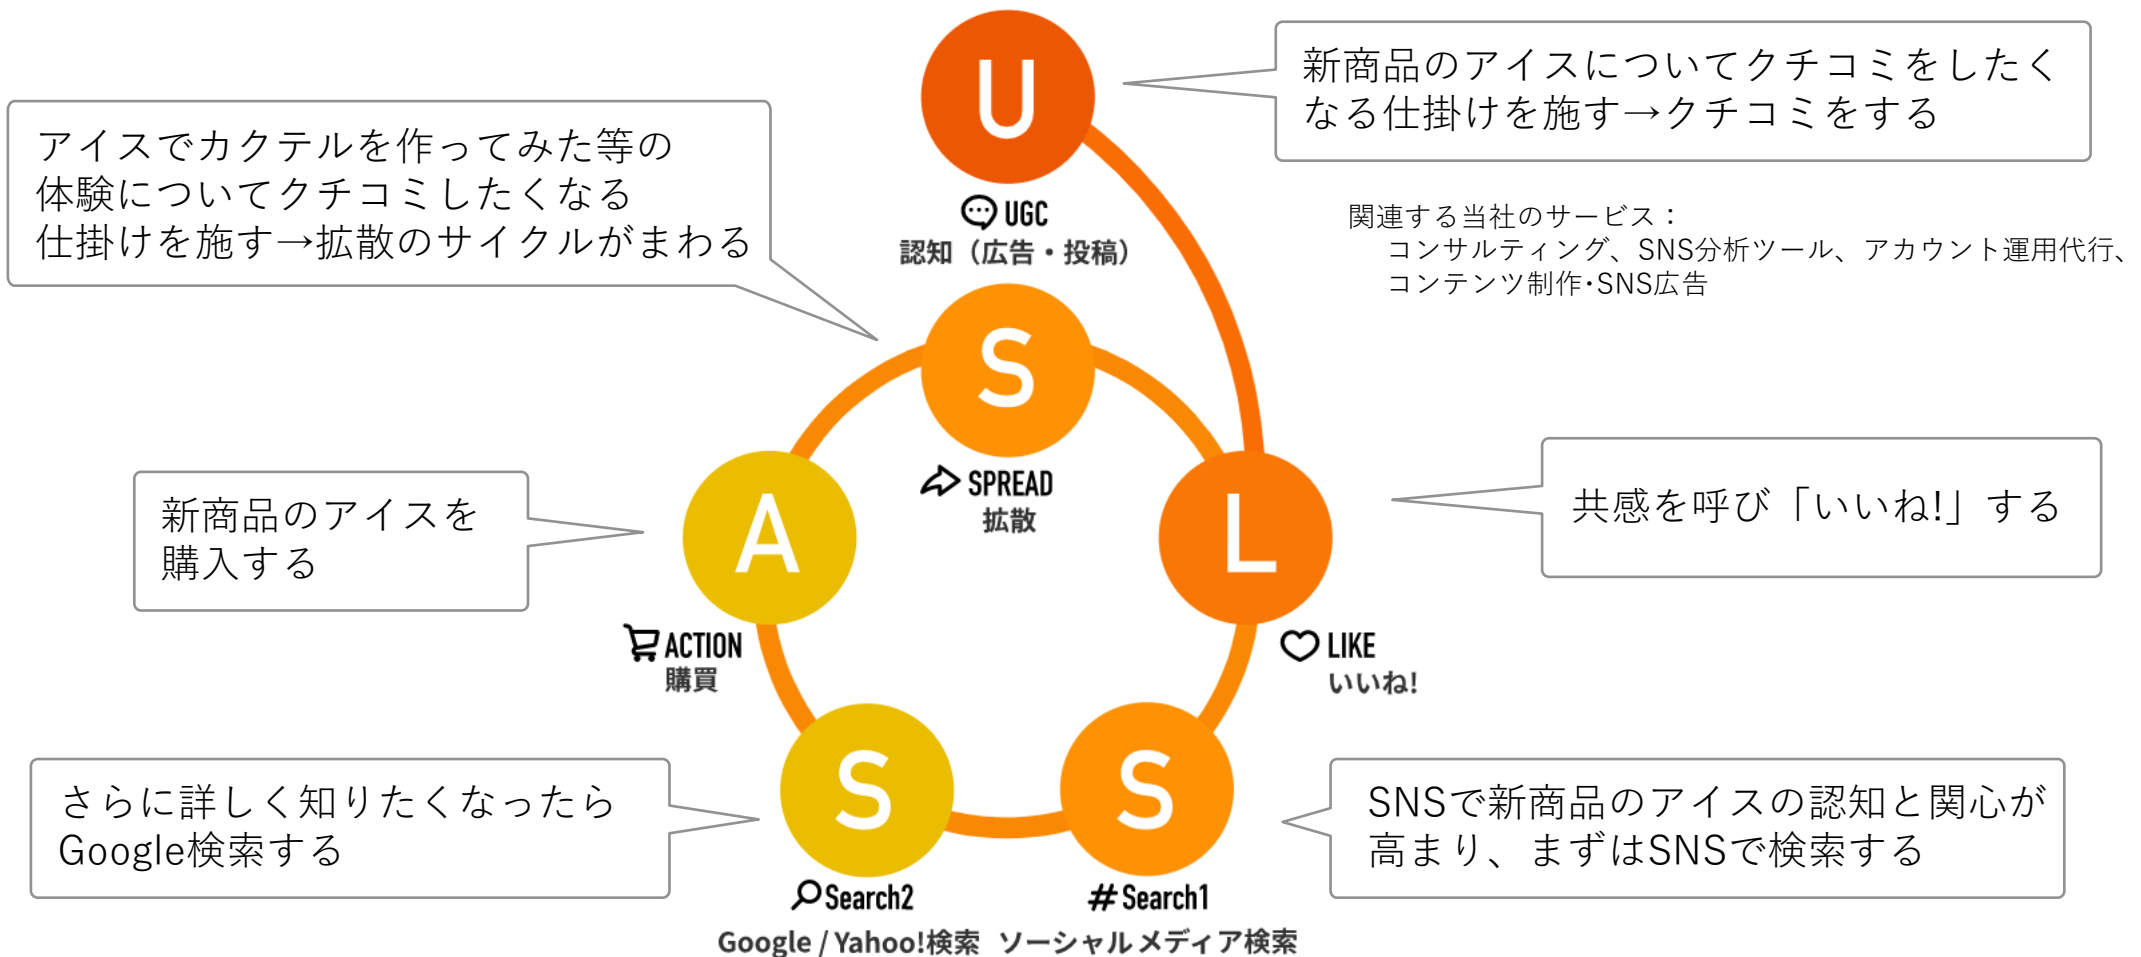 U
新商品のアイスについてクチコミをしたく
なる仕掛けを施す→クチコミをする
アイスでカクテルを作ってみた等の
体験についてクチコミしたくなる
仕掛けを施す→拡散のサイクルがまわる
UGC
認知（広告・投稿）
関連する当社のサービス：
コンサルティング、SNS分析ツール、アカウント運用代行、
コンテンツ制作・SNS広告
S
SPREAD
拡散
L
共感を呼び「いいね!」する
LIKE
いいね!
A
新商品のアイスを
購入する
ACTION
購買
S
SNSで新商品のアイスの認知と関心が
高まり、まずはSNSで検索する
#Search1
ソーシャルメディア検索
S
さらに詳しく知りたくなったら
Google検索する
Search2
Google / Yahoo!検索